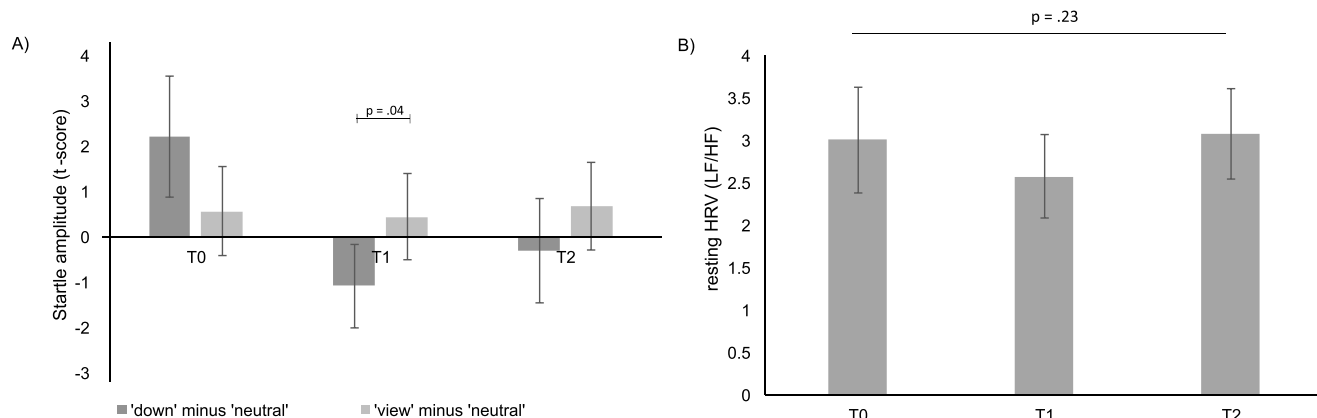 A)
Startle amplitude (t -score)
4
3
2
1
0
-1
-2
-3
p = .04
T0
T1
T2
'down' minus 'neutral'
'view' minus 'neutral'
B)
p = .23
resting HRV (LF/HF)
4
3.5
3
2.5
2
1.5
1
0.5
0
T0
T1
T2